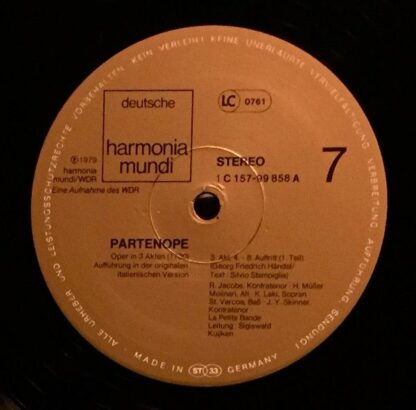 ALLE URHEBER UND LEISTUNGSSCHUTZRECHTE VORBEHALTEN KEIN VERLEIH! KEINE UNERLAUBTE VERVIELFÄLTIGUNG VERBREITUNG AUFFÜHRUNG SENDUNG!
deutsche
harmonia
mundi
LC 0761
STEREO
1 C 157-99 858 A
7
℗ 1979
harmonia
mundi/WDR
Eine Aufnahme des WDR
PARTENOPE
Oper in 3 Akten
Aufführung in der originalen
italienischen Version
3. Akt, 4. - 8. Auftritt (1. Teil)
(Georg Friedrich Händel/
Text: Silvio Stampiglia)
R. Jacobs, Kontratenor · H. Müller
Molinari, Alt · K. Laki, Sopran
St. Varcoe, Baß · J. Y. Skinner,
Kontratenor
La Petite Bande
Leitung: Sigiswald
Kuijken
MADE IN ST 33 GERMANY